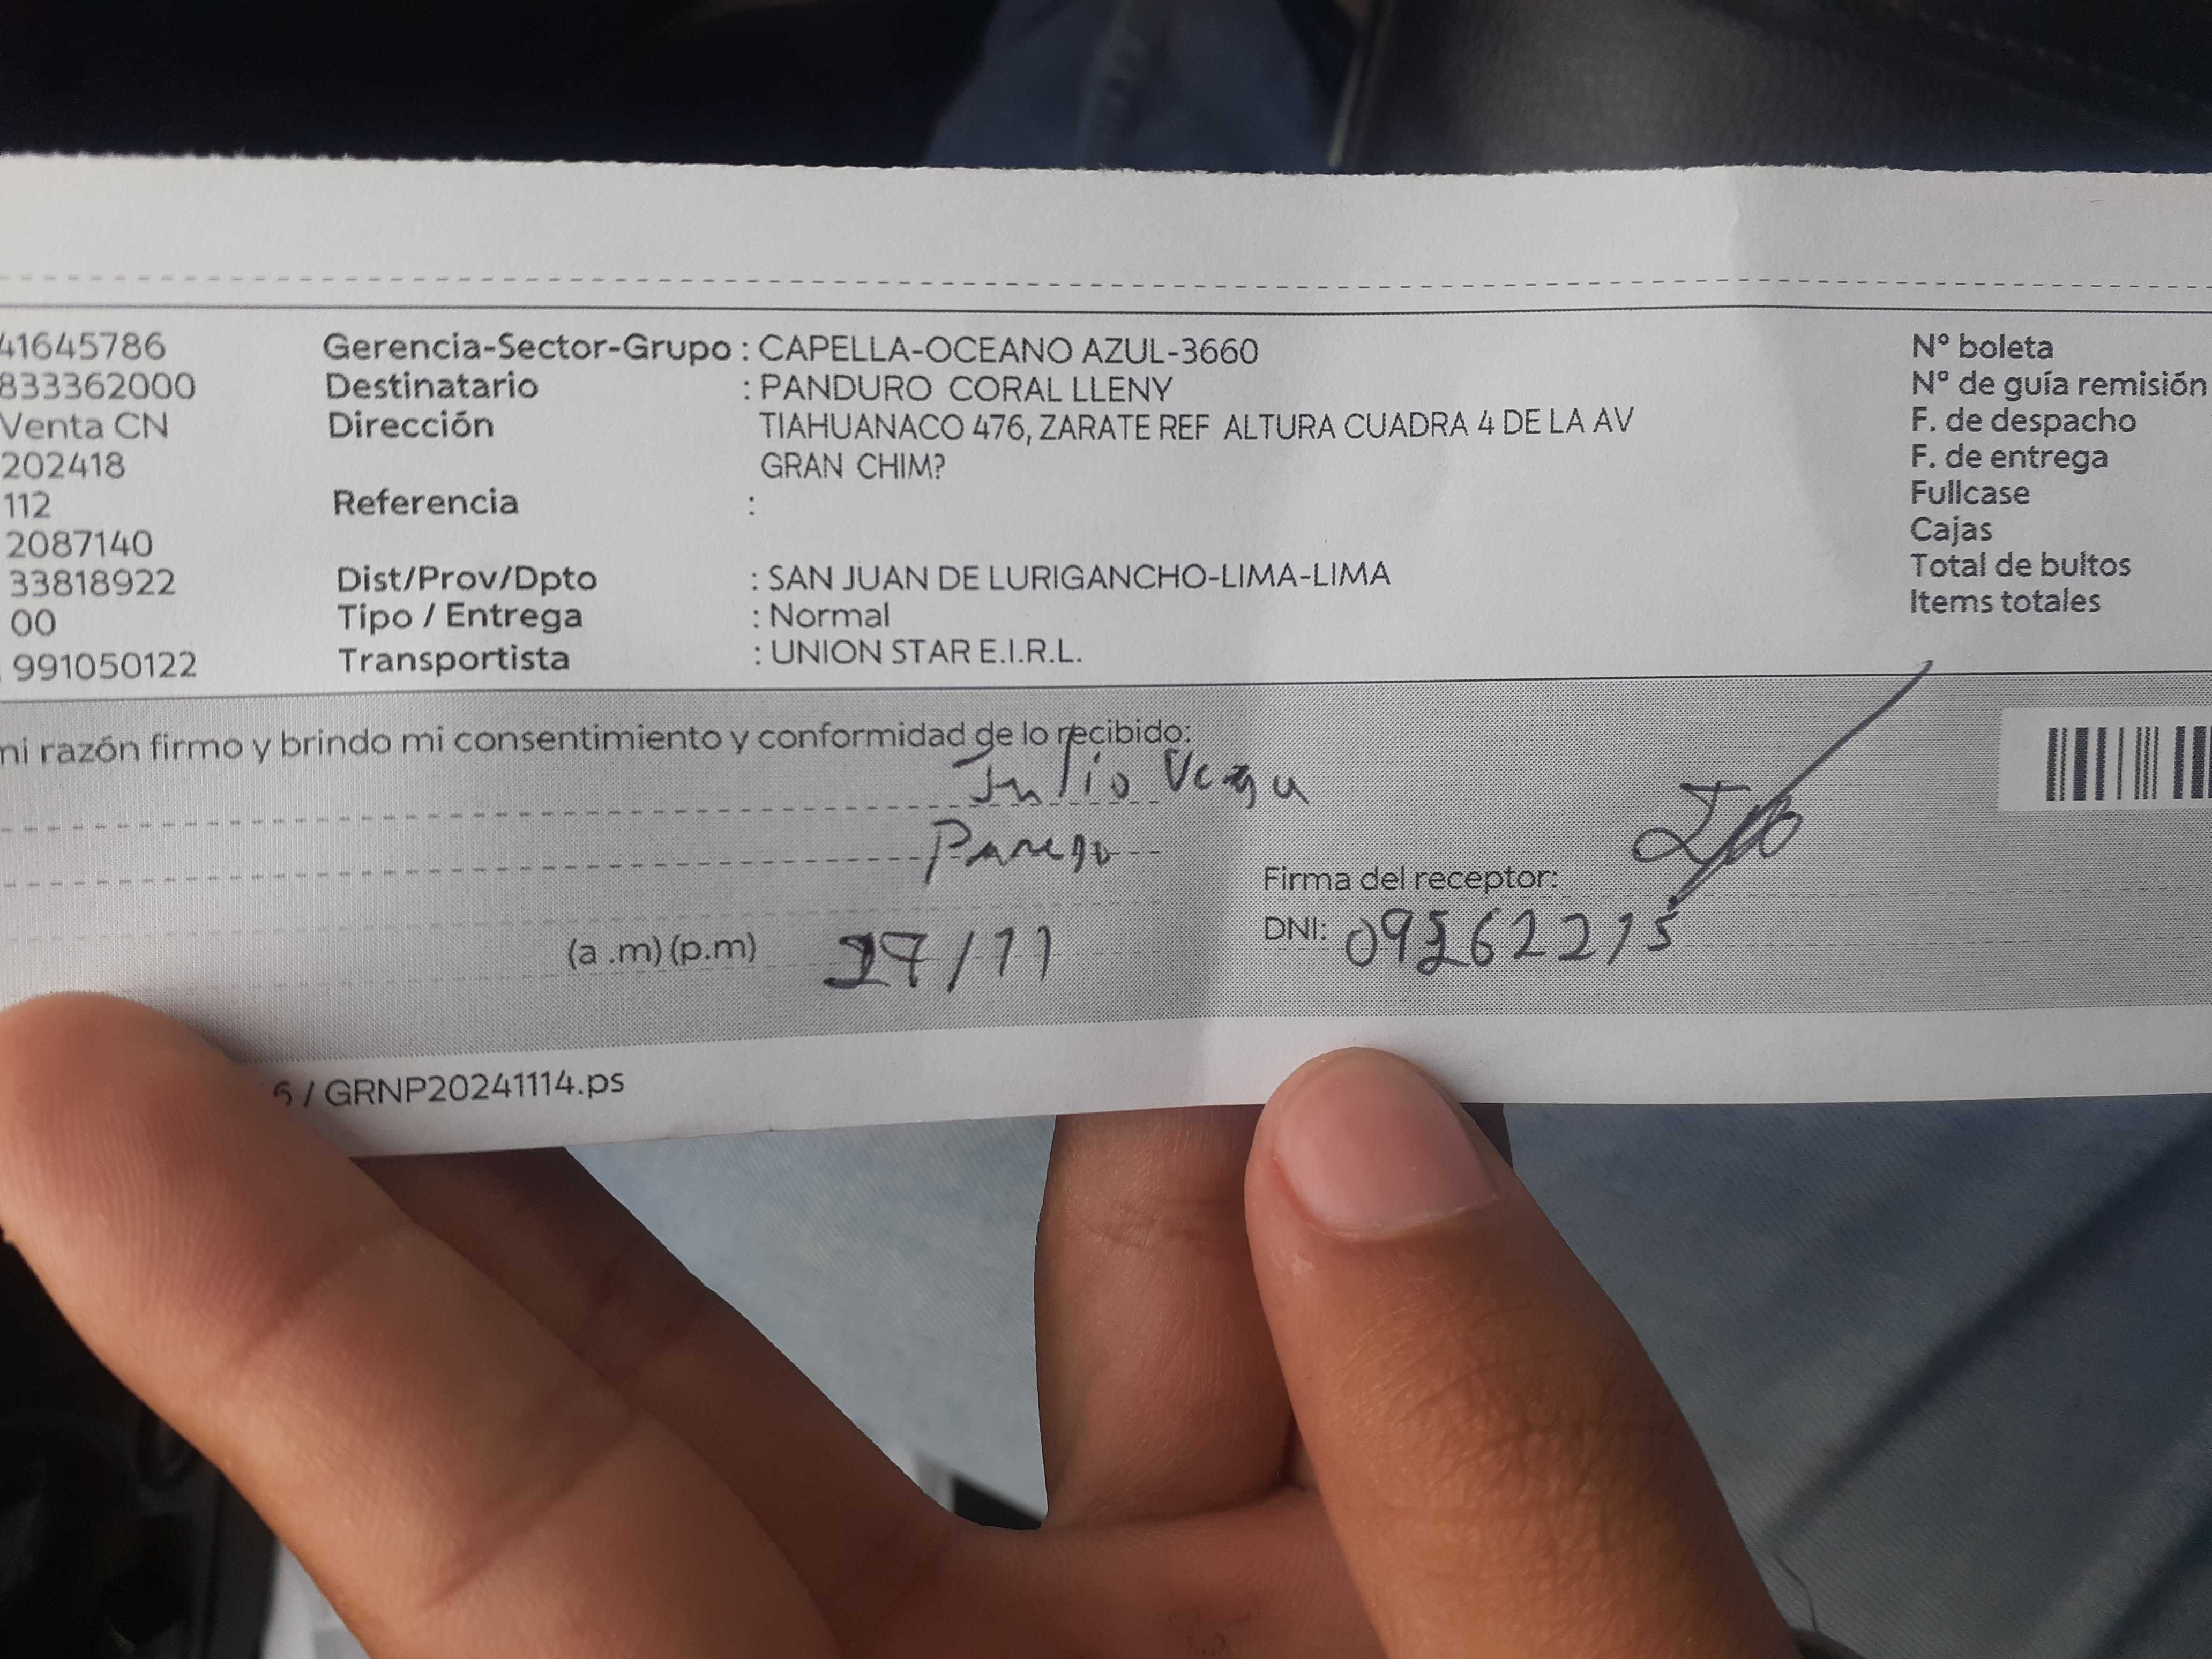 41645786 Gerencia-Sector-Grupo : CAPELLA-OCEANO AZUL-3660 N° boleta
833362000 Destinatario : PANDURO CORAL LLENY N° de guía remisión
Venta CN Dirección TIAHUANACO 476, ZARATE REF ALTURA CUADRA 4 DE LA AV F. de despacho
202418 GRAN CHIM? F. de entrega
112 Referencia : Fullcase
2087140 Cajas
33818922 Dist/Prov/Dpto : SAN JUAN DE LURIGANCHO-LIMA-LIMA Total de bultos
00 Tipo / Entrega : Normal Items totales
991050122 Transportista : UNION STAR E.I.R.L.
mi razón firmo y brindo mi consentimiento y conformidad de lo recibido:
Julio Vega
Firma del receptor:
(a .m) (p.m) DNI:
6 / GRNP20241114.ps